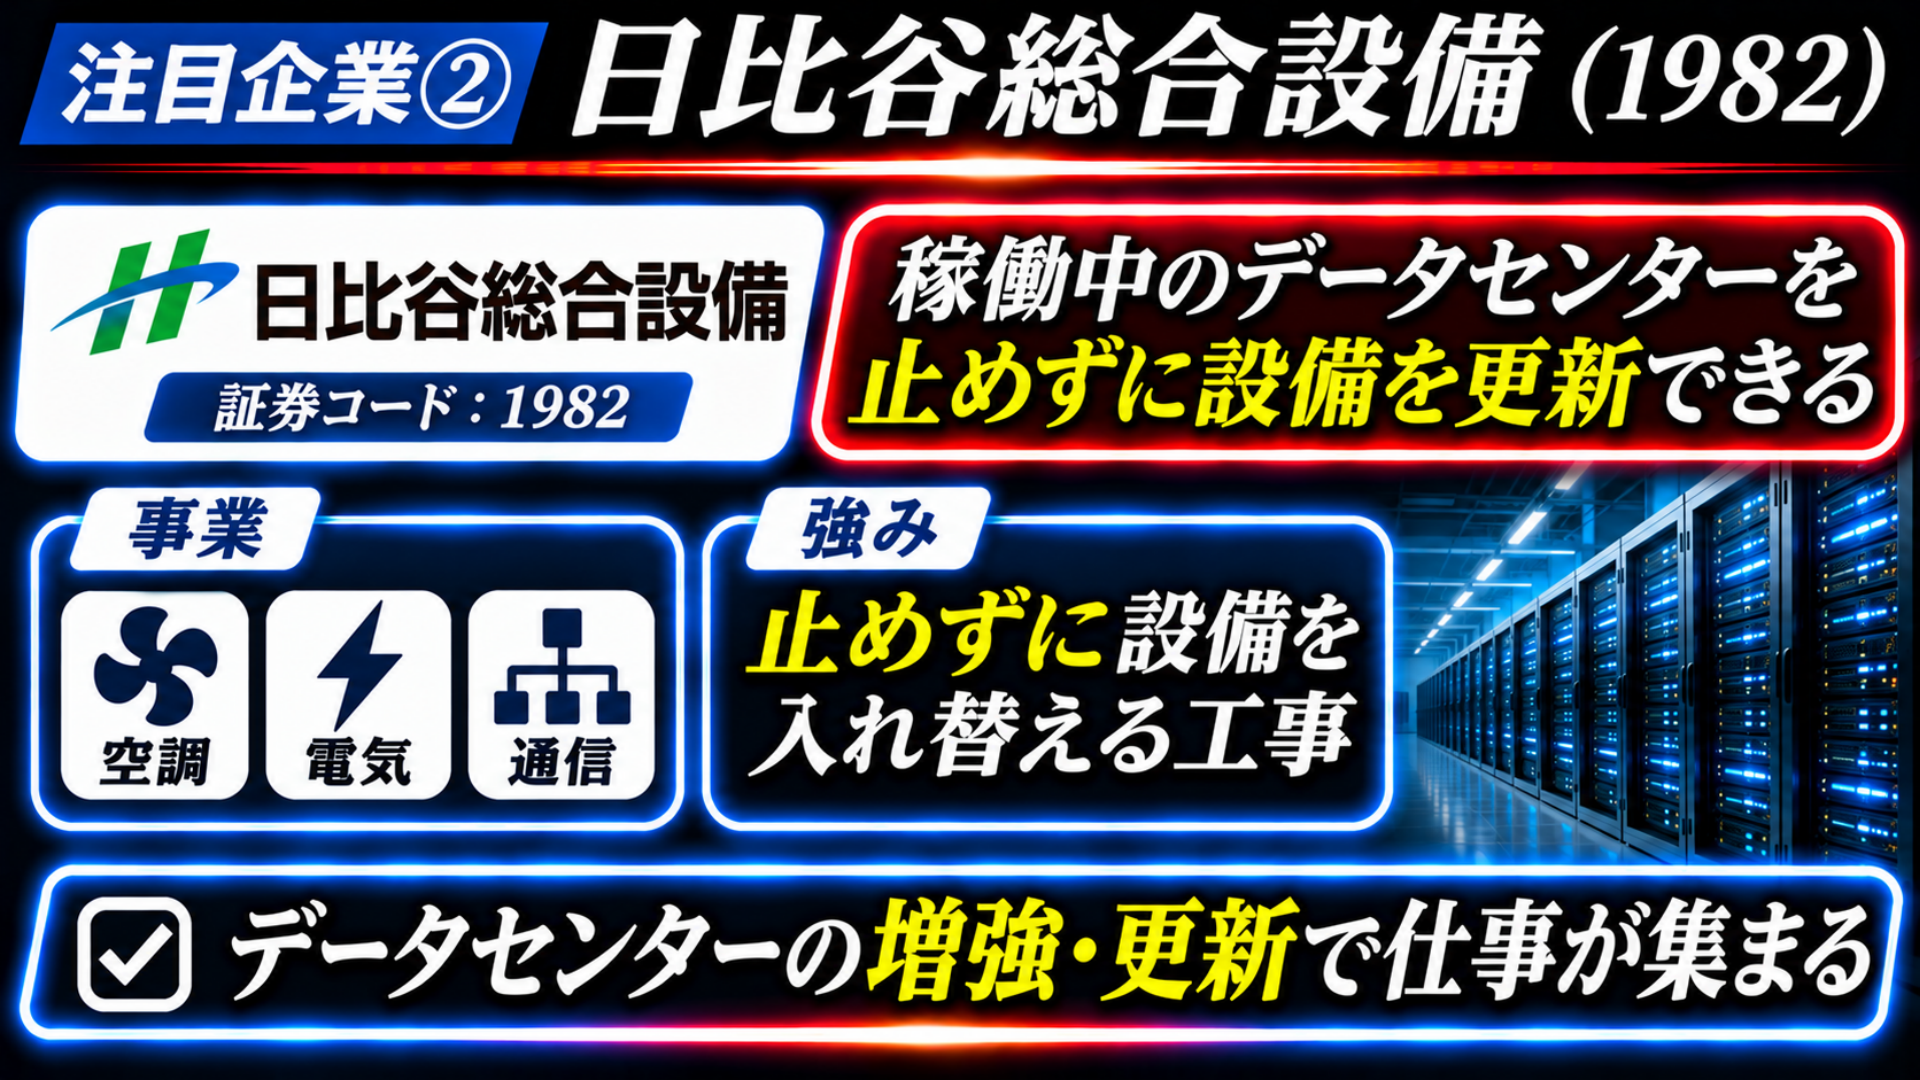 注目企業② 日比谷総合設備(1982)
日比谷総合設備
証券コード：1982
稼働中のデータセンターを
止めずに設備を更新できる
事業
空調
電気
通信
強み
止めずに設備を
入れ替える工事
データセンターの増強・更新で仕事が集まる